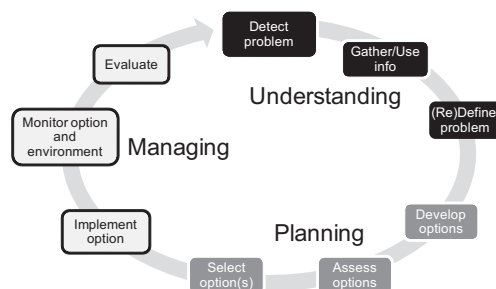 Detect
problem
Gather/Use
info
Understanding
(Re)Define
problem
Develop
options
Planning
Assess
options
Select
option(s)
Implement
option
Managing
Monitor option
and
environment
Evaluate